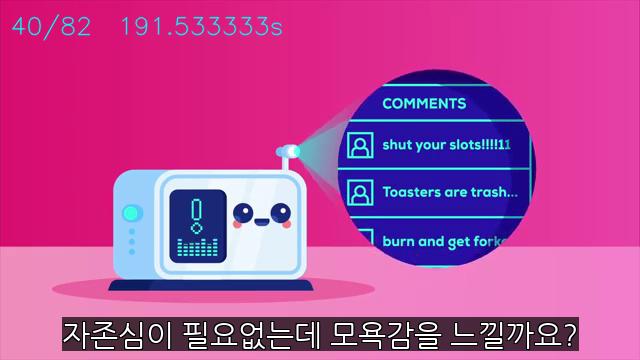 40/82 191.533333s
COMMENTS
shut your slots!!!!11
Toasters are trash...
burn and get forke
자존심이 필요없는데 모욕감을 느낄까요?